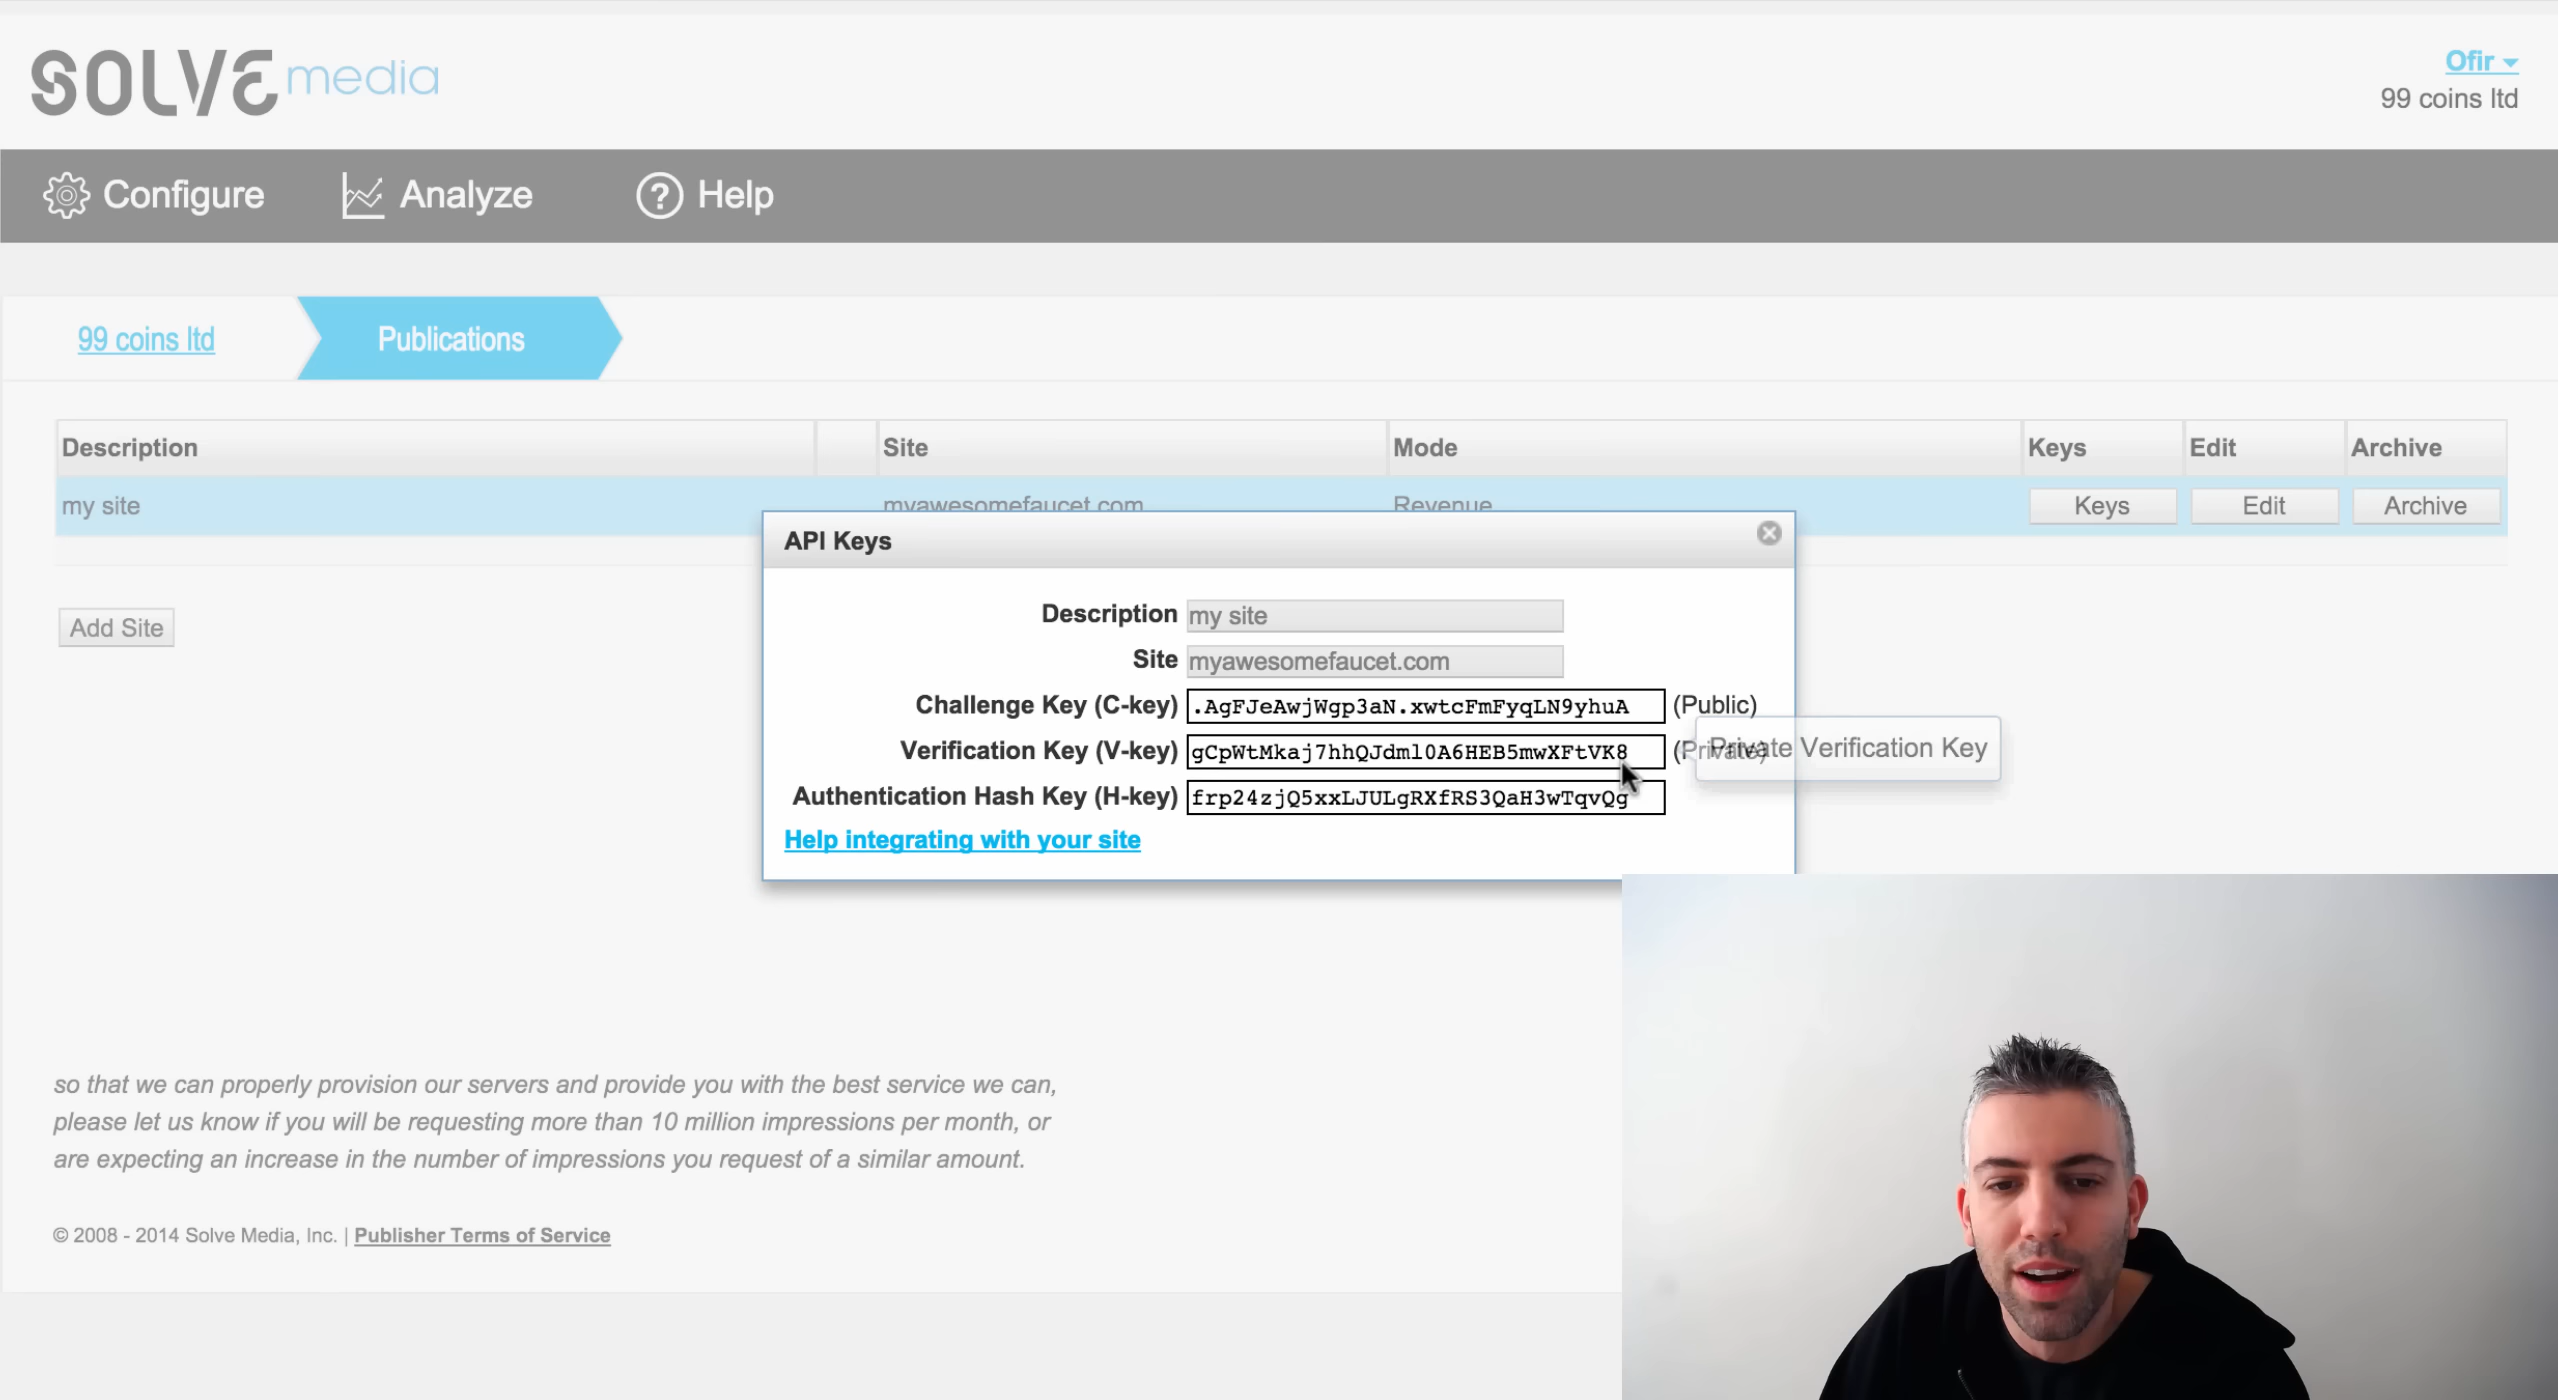 SOLVE media
Ofir
99 coins ltd
Configure
Analyze
Help
99 coins ltd
Publications
Description Site Mode Keys Edit Archive
my site myawesomefaucet.com Revenue Keys Edit Archive
API Keys
Description my site
Site myawesomefaucet.com
Challenge Key (C-key) .AgFJeAwjWgp3aN.xwtcFmFyqLN9yhuA (Public)
Verification Key (V-key) gCpWtMkaj7hhQJdml0A6HEB5mwXFtVK8 (Private)
Private Verification Key
Authentication Hash Key (H-key) frp24zjQ5xxLJULgRXfRS3QaH3wTqvQg
Help integrating with your site
Add Site
so that we can properly provision our servers and provide you with the best service we can,
please let us know if you will be requesting more than 10 million impressions per month, or
are expecting an increase in the number of impressions you request of a similar amount.
© 2008 - 2014 Solve Media, Inc. | Publisher Terms of Service